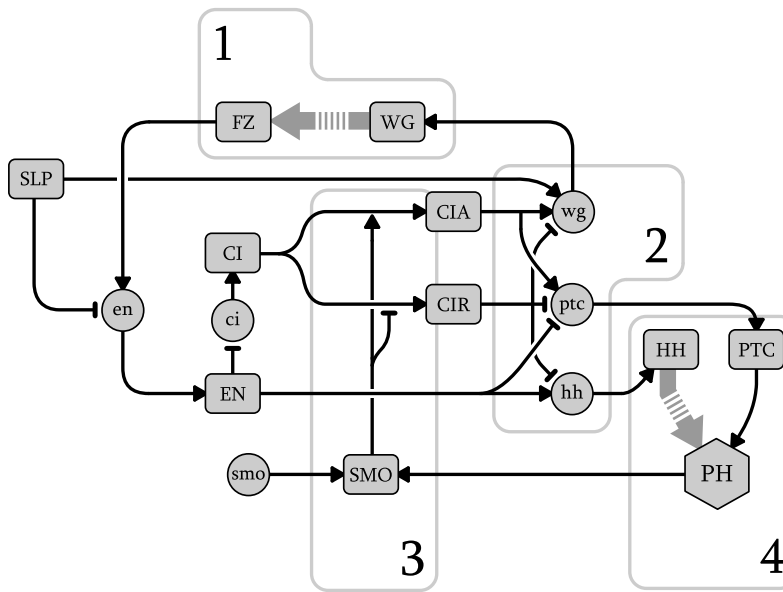 1
FZ
WG
SLP
CIA
wg
2
CI
en
ci
CIR
ptc
HH
PTC
EN
hh
smo
SMO
PH
3
4